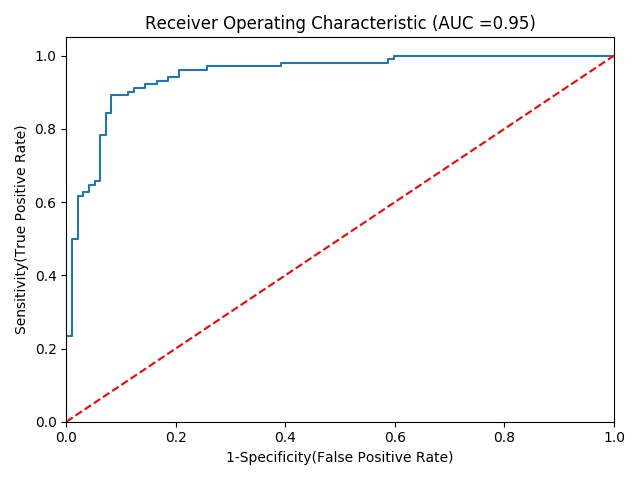 Receiver Operating Characteristic (AUC =0.95)
1.0
0.8
0.6
0.4
0.2
0.0
Sensitivity(True Positive Rate)
0.0 0.2 0.4 0.6 0.8 1.0
1-Specificity(False Positive Rate)